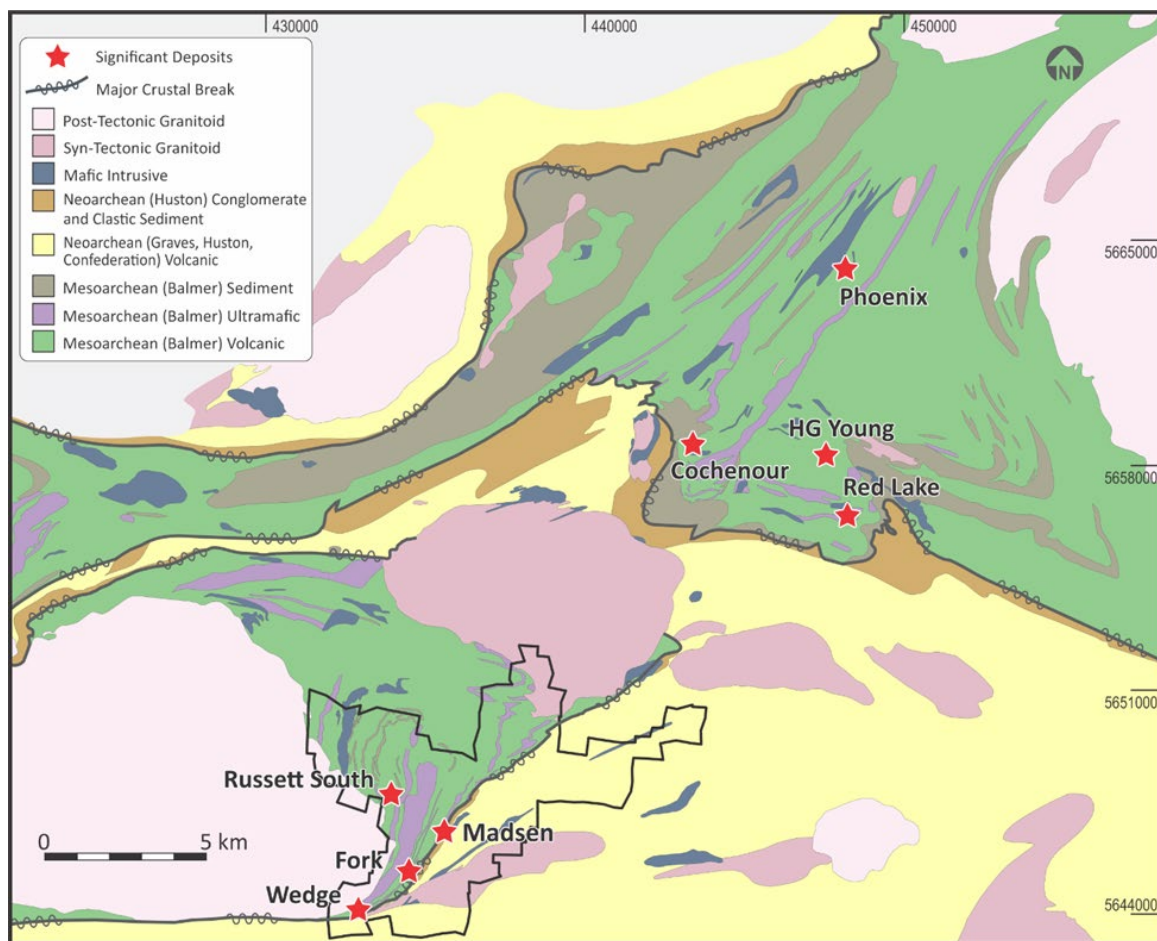 430000
440000
450000
Significant Deposits
Major Crustal Break
Post-Tectonic Granitoid
Syn-Tectonic Granitoid
Mafic Intrusive
Neoarchean (Huston) Conglomerate
and Clastic Sediment
Neoarchean (Graves, Huston,
Confederation) Volcanic
Mesoarchean (Balmer) Sediment
Mesoarchean (Balmer) Ultramafic
Mesoarchean (Balmer) Volcanic
N
5665000
Phoenix
HG Young
Cochenour
5658000
Red Lake
5651000
Russett South
0 5 km
Madsen
Fork
Wedge
5644000